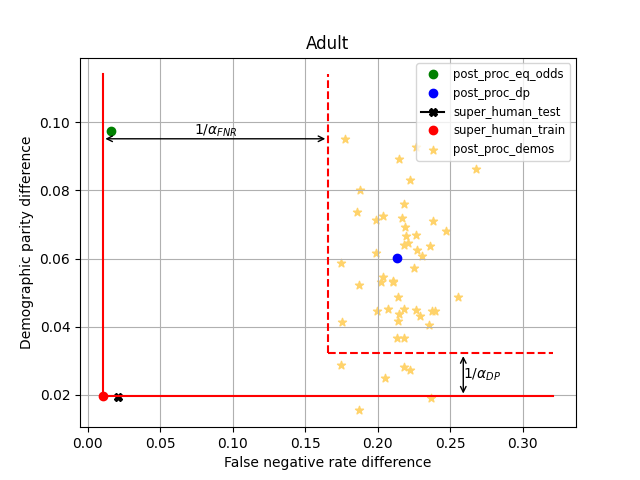 Adult
post_proc_eq_odds
post_proc_dp
super_human_test
super_human_train
post_proc_demos
1/α_FNR
1/α_DP
0.10
0.08
0.06
0.04
0.02
Demographic parity difference
0.00 0.05 0.10 0.15 0.20 0.25 0.30
False negative rate difference